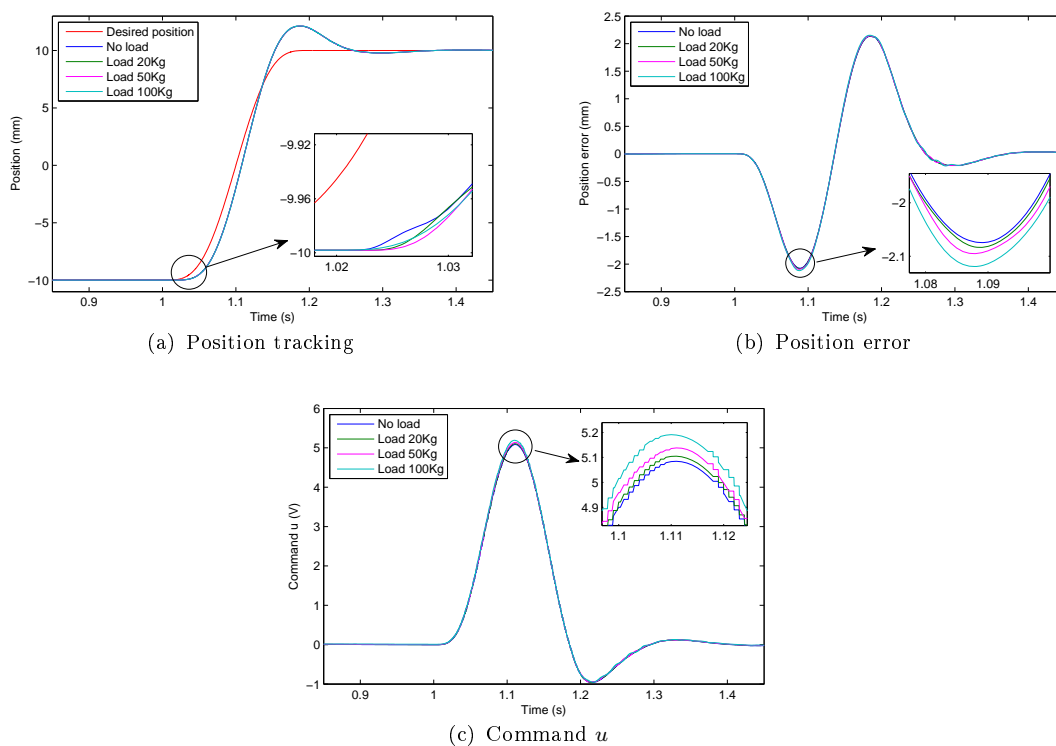 Desired position
No load
Load 20Kg
Load 50Kg
Load 100Kg
10
5
0
−5
−10
Position (mm)
−9.92
−9.96
−10
1.02
1.03
0.9
1
1.1
1.2
1.3
1.4
Time (s)
(a) Position tracking
No load
Load 20Kg
Load 50Kg
Load 100Kg
2.5
2
1.5
1
0.5
0
−0.5
−1
−1.5
−2
−2.5
Position error (mm)
−2
−2.1
1.08
1.09
0.9
1
1.1
1.2
1.3
1.4
Time (s)
(b) Position error
No load
Load 20Kg
Load 50Kg
Load 100Kg
6
5
4
3
2
1
0
−1
Command u (V)
5.2
5.1
5
4.9
1.1
1.11
1.12
0.9
1
1.1
1.2
1.3
1.4
Time (s)
(c) Command u